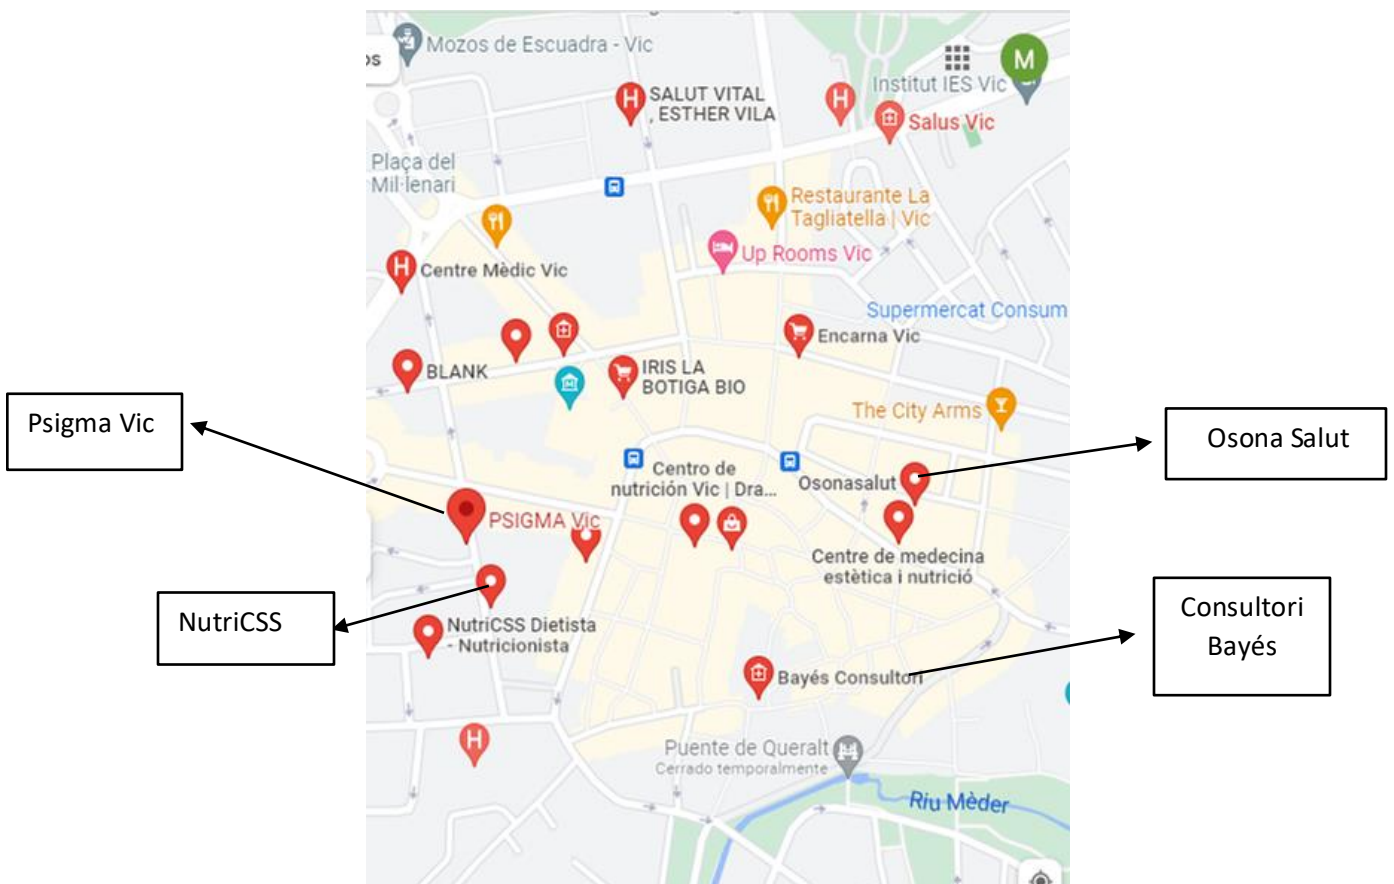 Mozos de Escuadra - Vic
os
M
Institut IES Vic
H
SALUT VITAL
, ESTHER VILA
H
Salus Vic
Plaça del
Mil·lenari
Restaurante La
Tagliatella | Vic
Up Rooms Vic
H
Centre Mèdic Vic
Supermercat Consum
Encarna Vic
BLANK
IRIS LA
BOTIGA BIO
M
The City Arms
Psigma Vic
Osona Salut
Centro de
nutrición Vic | Dra...
Osonasalut
PSIGMA Vic
Centre de medecina
estètica i nutrició
NutriCSS
NutriCSS Dietista
- Nutricionista
Consultori
Bayés
Bayés Consultori
H
Puente de Queralt
Cerrado temporalmente
Riu Mèder